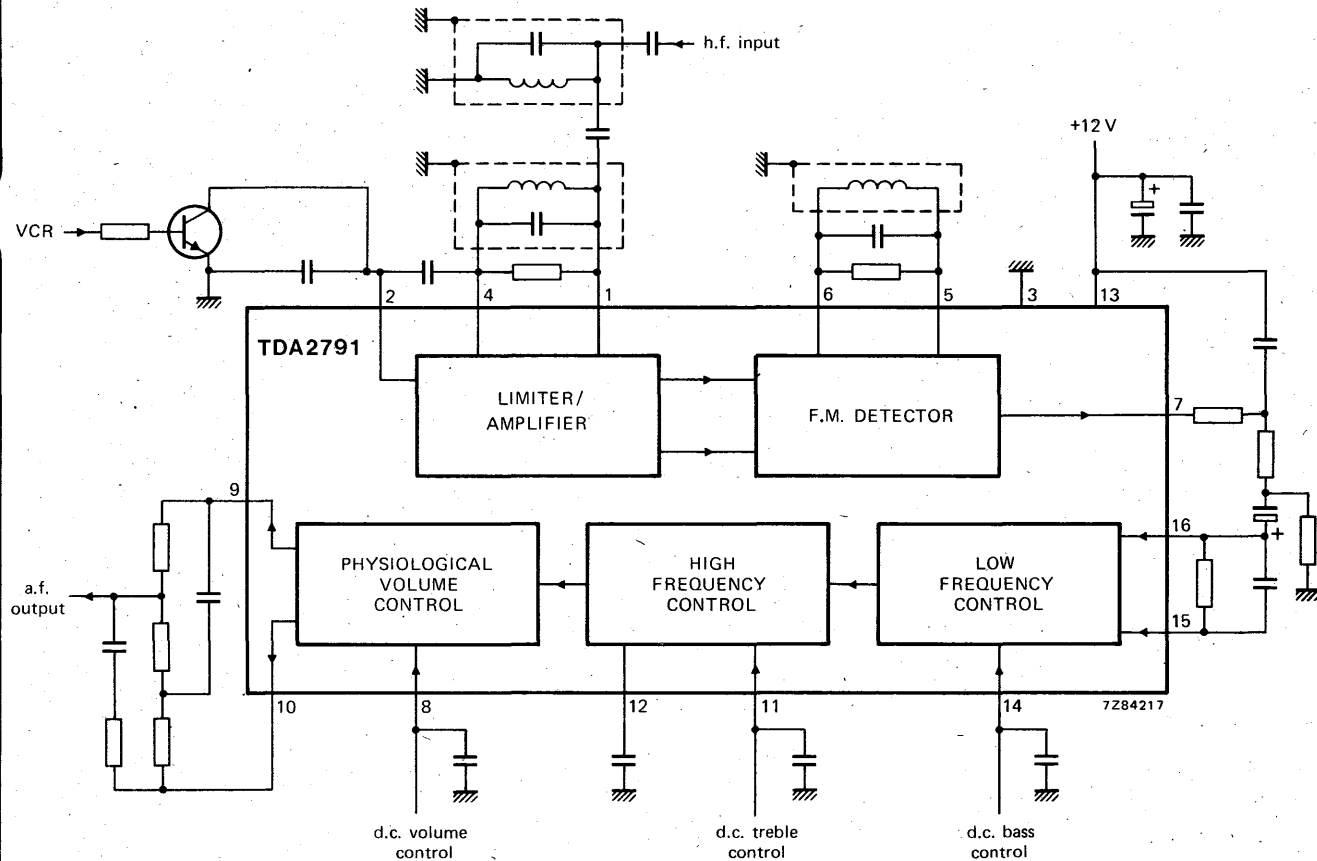 h.f. input
+12 V
+
VCR
2
4
1
6
5
3
13
TDA2791
LIMITER/
AMPLIFIER
F.M. DETECTOR
7
9
16
+
PHYSIOLOGICAL
VOLUME
CONTROL
HIGH
FREQUENCY
CONTROL
LOW
FREQUENCY
CONTROL
a.f.
output
15
10
8
12
11
14
7Z84217
d.c. volume
control
d.c. treble
control
d.c. bass
control